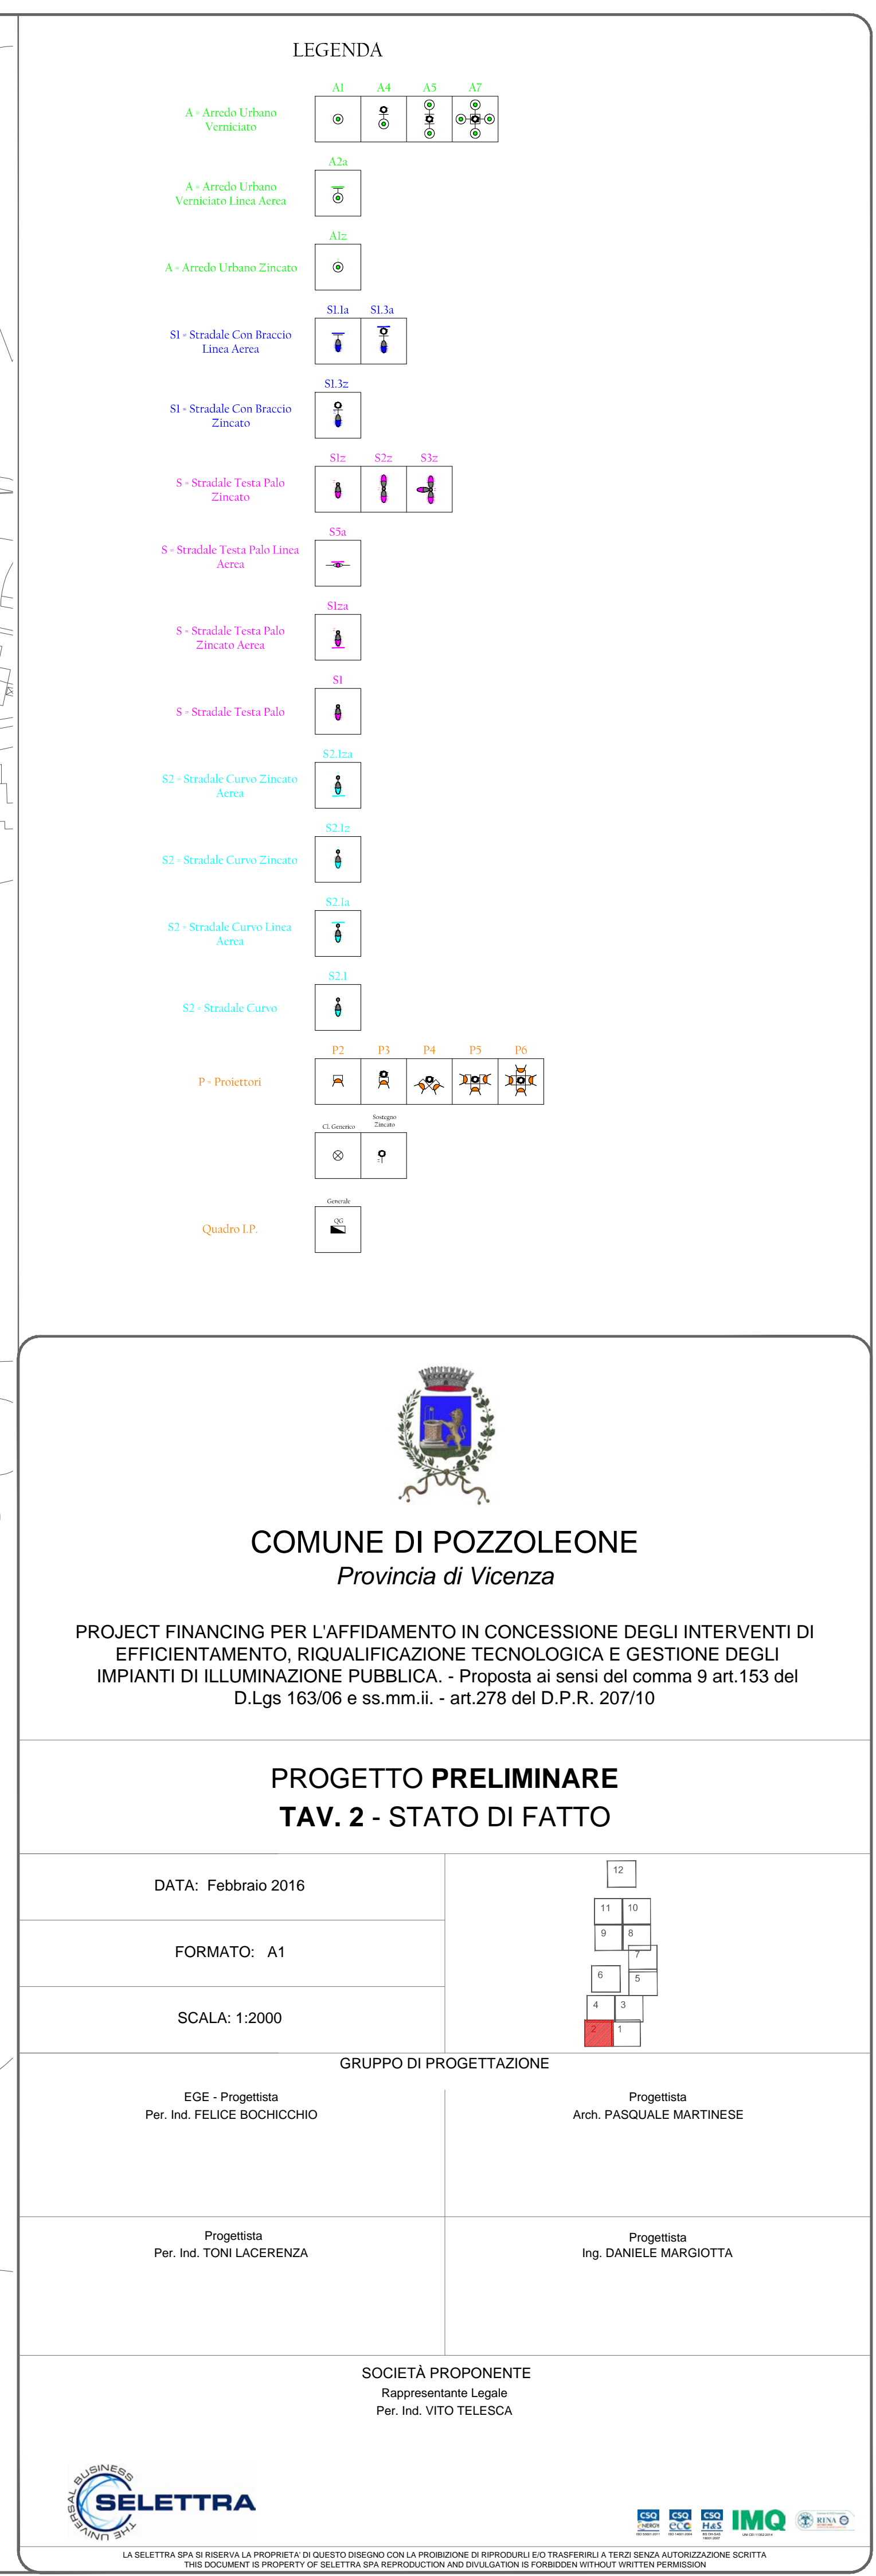 LEGENDA
A1 A4 A5 A7
A - Arredo Urbano
Verniciato
A2a
A - Arredo Urbano
Verniciato Linea Aerea
A1z
A - Arredo Urbano Zincato
S1.1a S1.3a
S1 - Stradale Con Braccio
Linea Aerea
S1.3z
S1 - Stradale Con Braccio
Zincato
S1z S2z S3z
S - Stradale Testa Palo
Zincato
S5a
S - Stradale Testa Palo Linea
Aerea
S1za
S - Stradale Testa Palo
Zincato Aerea
S1
S - Stradale Testa Palo
S2.1za
S2 - Stradale Curvo Zincato
Aerea
S2.1z
S2 - Stradale Curvo Zincato
S2.1a
S2 - Stradale Curvo Linea
Aerea
S2.1
S2 - Stradale Curvo
P2 P3 P4 P5 P6
P - Proiettori
Cl. Generico
Sostegno
Zincato
Generale
QG
Quadro I.P.
COMUNE DI POZZOLEONE
Provincia di Vicenza
PROJECT FINANCING PER L'AFFIDAMENTO IN CONCESSIONE DEGLI INTERVENTI DI
EFFICIENTAMENTO, RIQUALIFICAZIONE TECNOLOGICA E GESTIONE DEGLI
IMPIANTI DI ILLUMINAZIONE PUBBLICA. - Proposta ai sensi del comma 9 art.153 del
D.Lgs 163/06 e ss.mm.ii. - art.278 del D.P.R. 207/10
PROGETTO PRELIMINARE
TAV. 2 - STATO DI FATTO
DATA: Febbraio 2016
FORMATO: A1
SCALA: 1:2000
12
11 10
9 8
7
6 5
4 3
2 1
GRUPPO DI PROGETTAZIONE
EGE - Progettista
Per. Ind. FELICE BOCHICCHIO
Progettista
Arch. PASQUALE MARTINESE
Progettista
Per. Ind. TONI LACERENZA
Progettista
Ing. DANIELE MARGIOTTA
SOCIETÀ PROPONENTE
Rappresentante Legale
Per. Ind. VITO TELESCA
THE UNIVERSAL BUSINESS
SELETTRA
CSQ
ENERGY
CSQ
ECO
CSQ
H&S
IMQ
RINA
LA SELETTRA SPA SI RISERVA LA PROPRIETA' DI QUESTO DISEGNO CON LA PROIBIZIONE DI RIPRODURLI E/O TRASFERIRLI A TERZI SENZA AUTORIZZAZIONE SCRITTA
THIS DOCUMENT IS PROPERTY OF SELETTRA SPA REPRODUCTION AND DIVULGATION IS FORBIDDEN WITHOUT WRITTEN PERMISSION